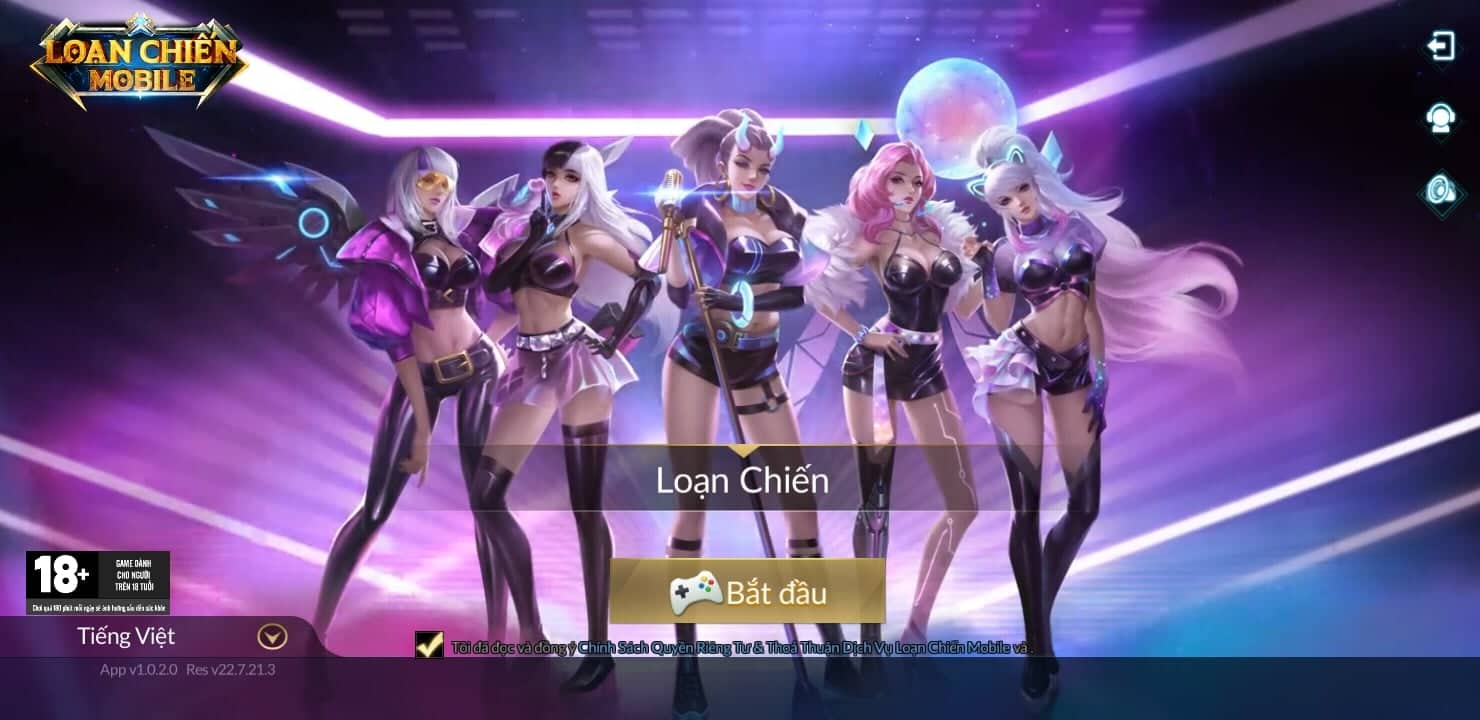 LOẠN CHIẾN
MOBILE
Loạn Chiến
Bắt đầu
18+
GAME DÀNH
CHO NGƯỜI
TRÊN 18 TUỔI
Chơi quá 180 phút mỗi ngày sẽ ảnh hưởng xấu đến sức khỏe
Tiếng Việt
Tôi đã đọc và đồng ý Chính Sách Quyền Riêng Tư & Thoả Thuận Dịch Vụ Loạn Chiến Mobile và .
App v1.0.2.0 Res v22.7.21.3